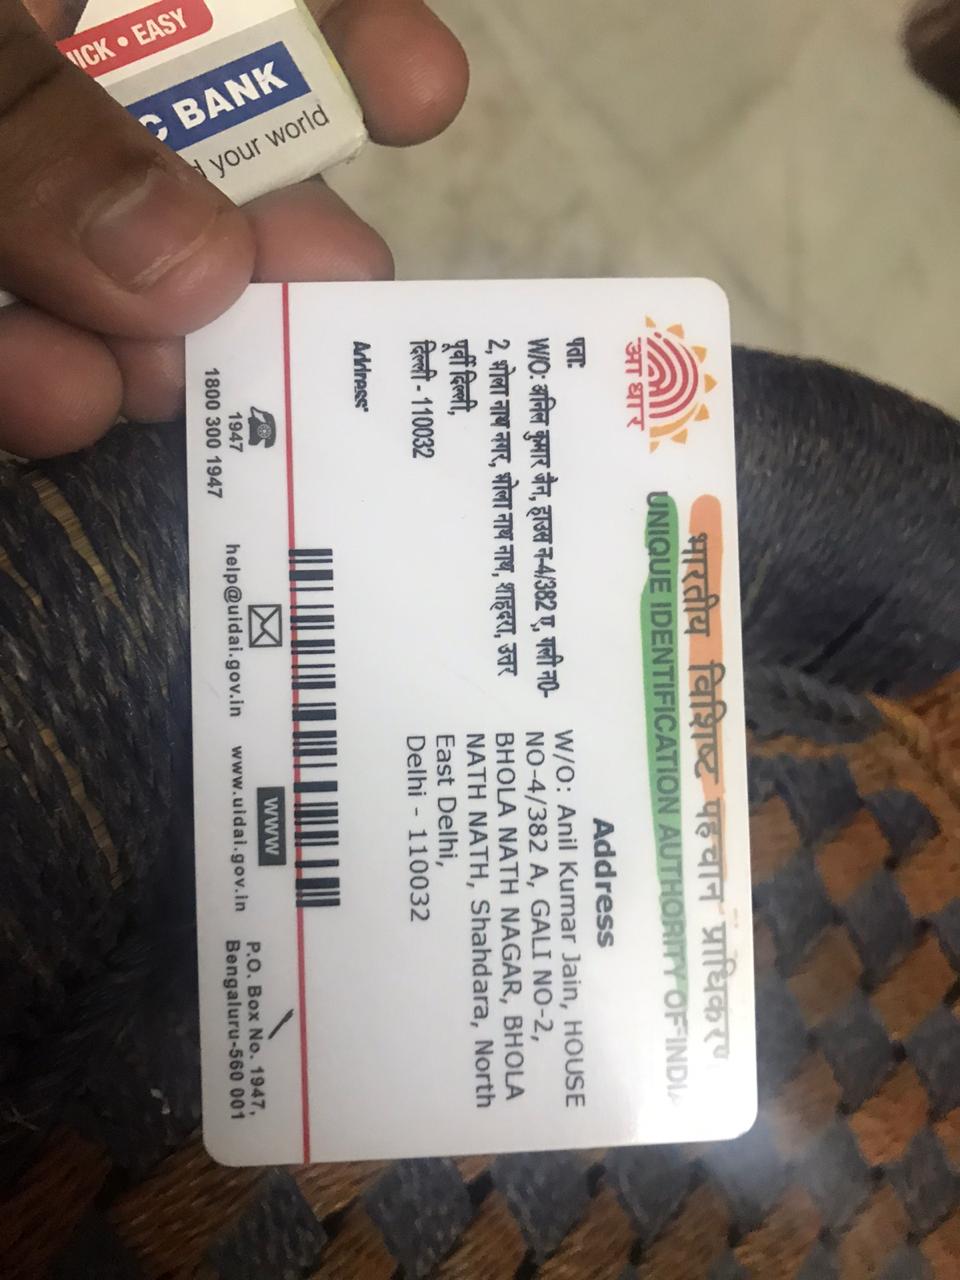 UICK • EASY
C BANK
d your world
आधार
भारतीय विशिष्ट पहचान प्राधिकरण
UNIQUE IDENTIFICATION AUTHORITY OF INDIA
पता:
W/O: अनिल कुमार जैन, हाउस न-4/382 ए, गली न0-
2, भोला नाथ नगर, भोला नाथ नाथ, शाहदरा, उत्तर
पूर्वी दिल्ली,
दिल्ली - 110032
Address
Address
W/O: Anil Kumar Jain, HOUSE
NO-4/382 A, GALI NO-2,
BHOLA NATH NAGAR, BHOLA
NATH NATH, Shahdara, North
East Delhi,
Delhi - 110032
1947
1800 300 1947
help@uidai.gov.in
WWW
www.uidai.gov.in
P.O. Box No. 1947,
Bengaluru-560 001